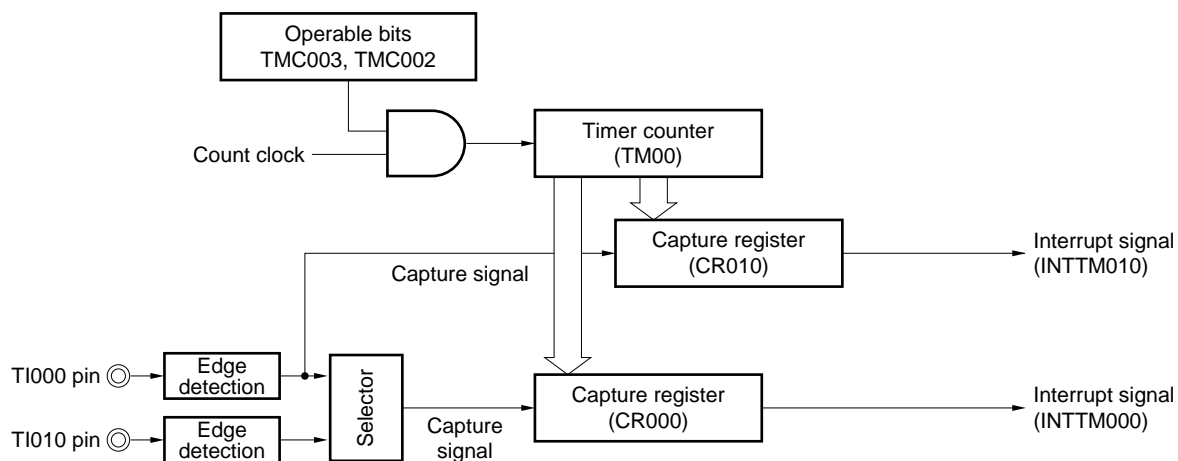 Operable bits
TMC003, TMC002
Count clock
Timer counter
(TM00)
Capture register
(CR010)
Interrupt signal
(INTTM010)
Capture signal
TI000 pin
Edge
detection
Selector
Capture register
(CR000)
Interrupt signal
(INTTM000)
TI010 pin
Edge
detection
Capture
signal